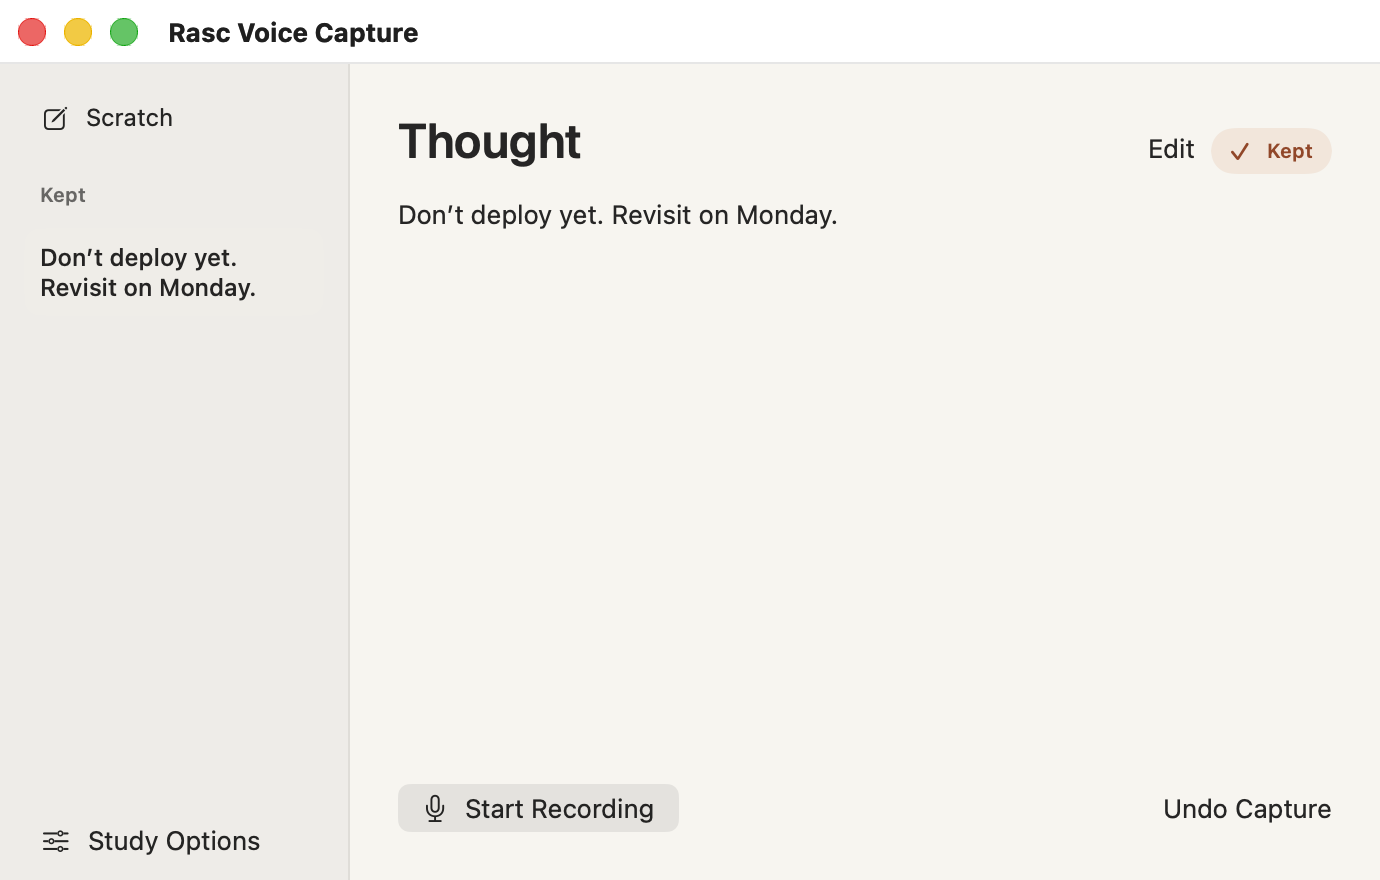 Rasc Voice Capture
Scratch
Kept
Don’t deploy yet.
Revisit on Monday.
Study Options
Thought
Edit
Kept
Don’t deploy yet. Revisit on Monday.
Start Recording
Undo Capture